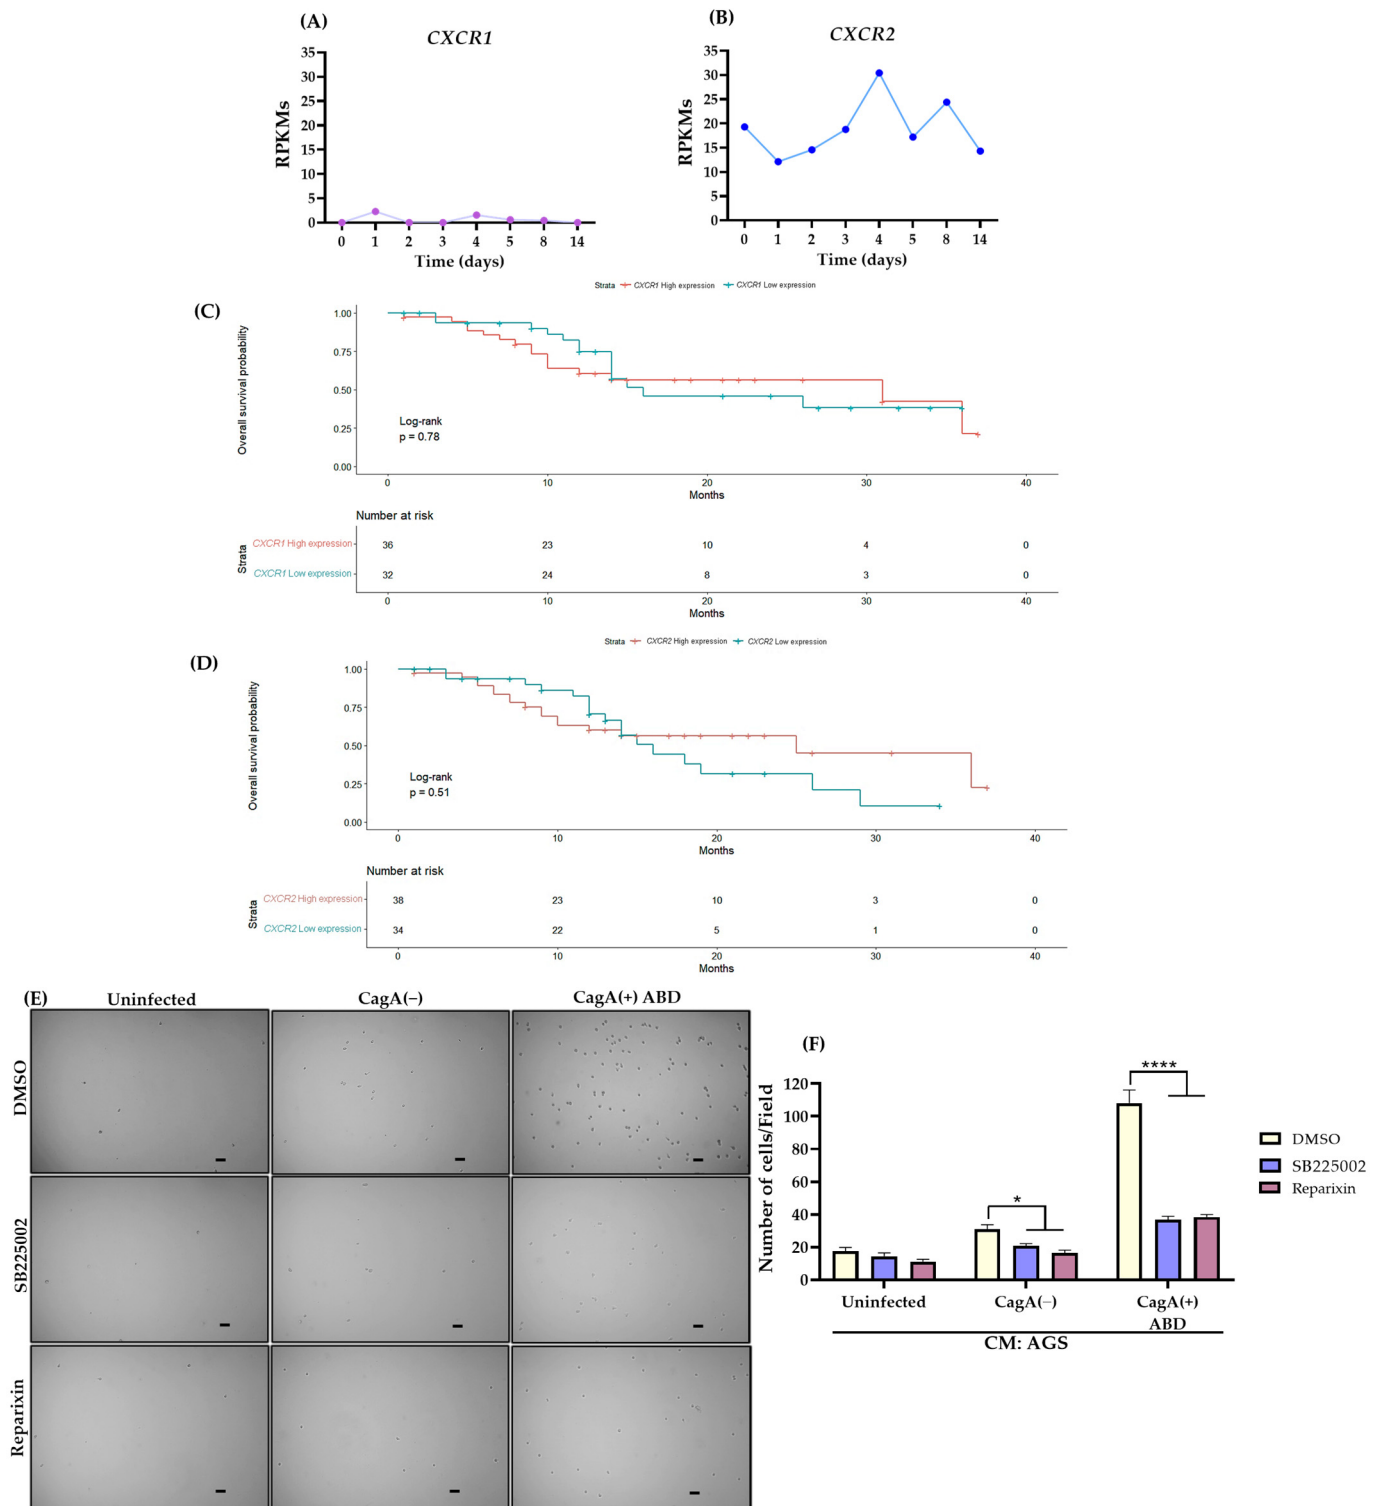 (A)
CXCR1
35
30
25
20
15
10
5
0
RPKMs
0 1 2 3 4 5 8 14
Time (days)
(B)
CXCR2
35
30
25
20
15
10
5
0
RPKMs
0 1 2 3 4 5 8 14
Time (days)
(C)
Strata CXCR1 High expression CXCR1 Low expression
Overall survival probability
1.00
0.75
0.50
0.25
0.00
Log-rank
p = 0.78
0 10 20 30 40
Months
Number at risk
Strata
CXCR1 High expression 36 23 10 4 0
CXCR1 Low expression 32 24 8 3 0
0 10 20 30 40
Months
(D)
Strata CXCR2 High expression CXCR2 Low expression
Overall survival probability
1.00
0.75
0.50
0.25
0.00
Log-rank
p = 0.51
0 10 20 30 40
Months
Number at risk
Strata
CXCR2 High expression 38 23 10 3 0
CXCR2 Low expression 34 22 5 1 0
0 10 20 30 40
Months
(E)
Uninfected CagA(−) CagA(+) ABD
DMSO
SB225002
Reparixin
(F)
Number of cells/Field
120
100
80
60
40
20
0
*
****
Uninfected CagA(−) CagA(+)
ABD
CM: AGS
DMSO
SB225002
Reparixin